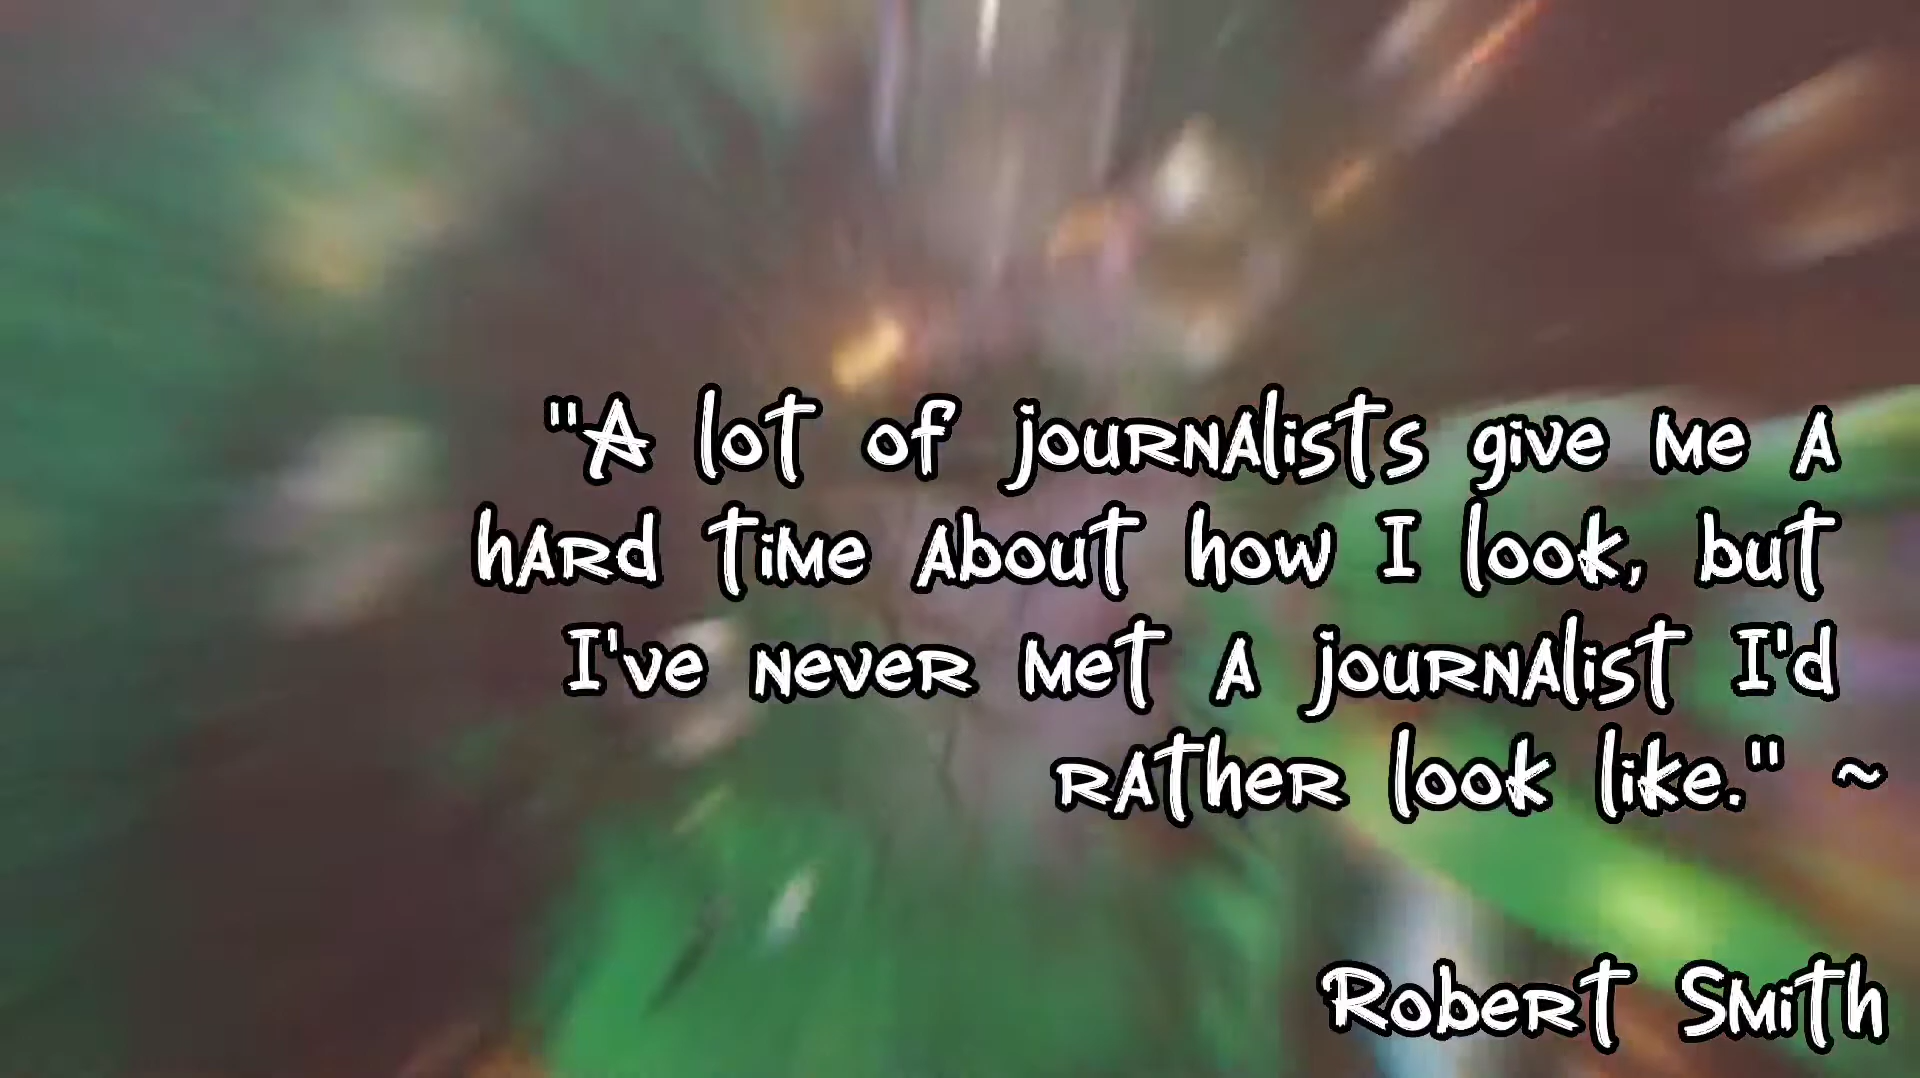 "A lot of journalists give me a
hard time about how I look, but
I've never met a journalist I'd
rather look like." ~
Robert Smith